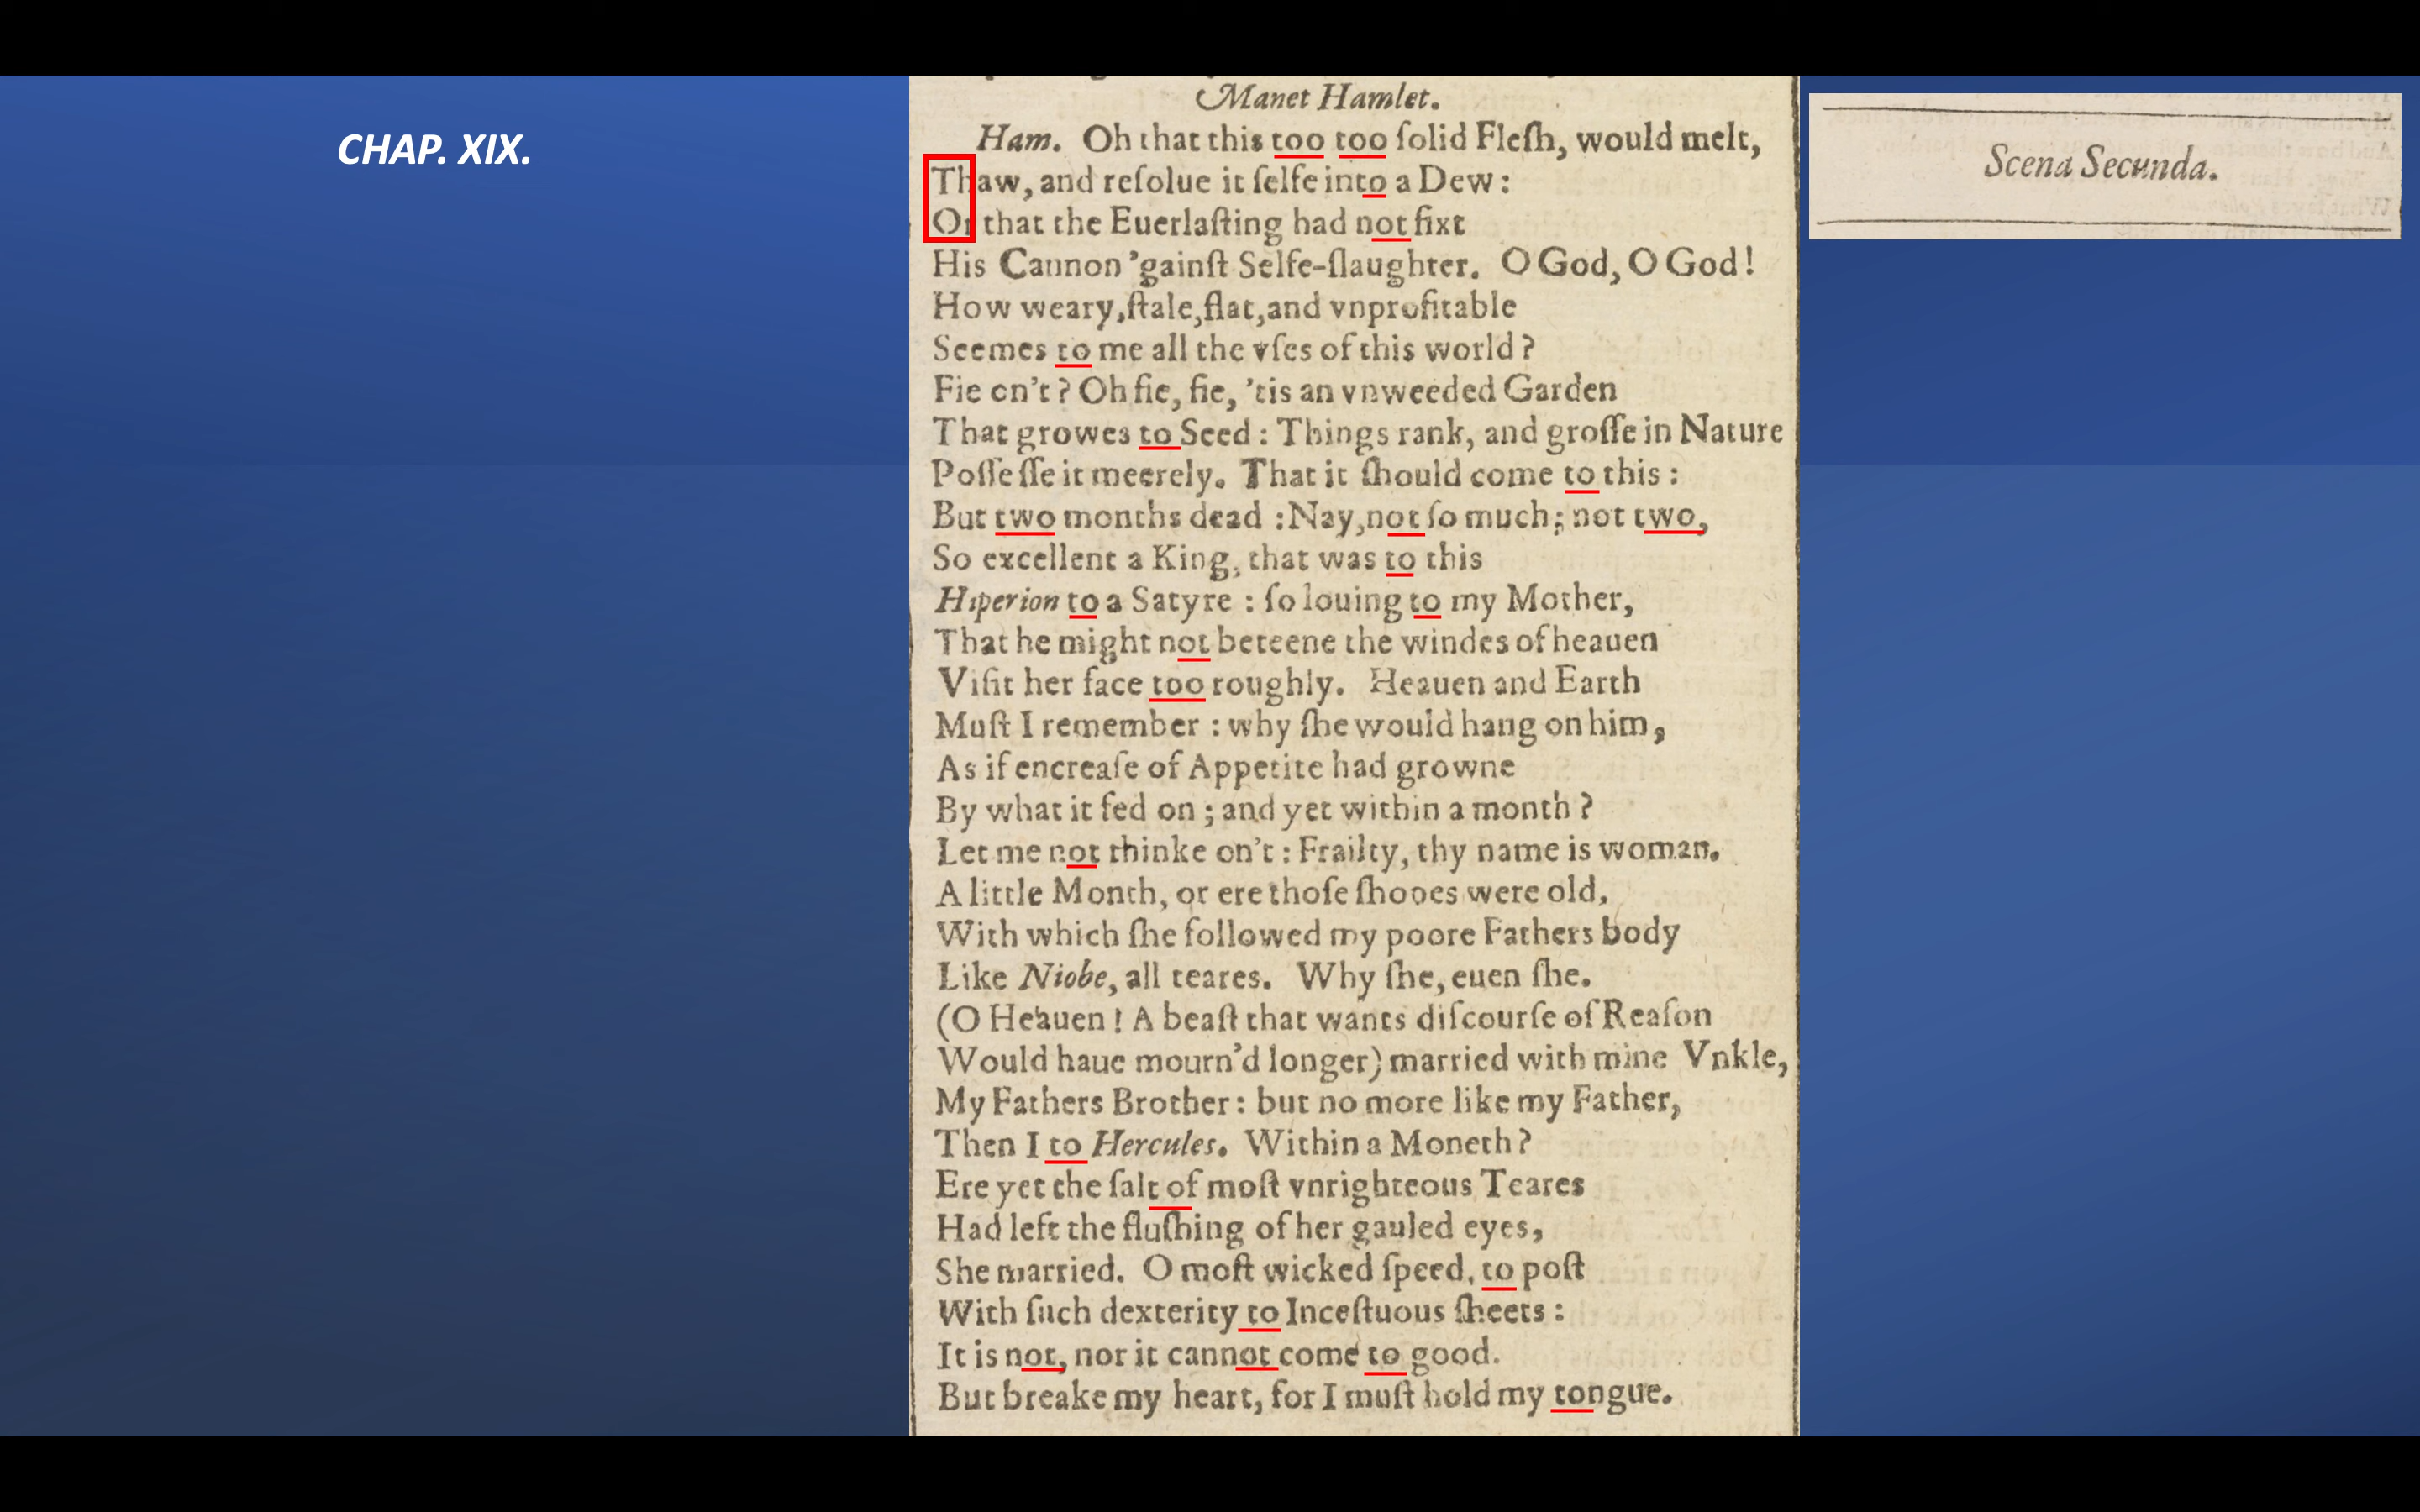 CHAP. XIX.
Manet Hamlet.
Ham. Oh that this too too ſolid Fleſh, would melt,
Thaw, and reſolue it ſelfe into a Dew:
Or that the Euerlaſting had not fixt
His Cannon 'gainſt Selfe-ſlaughter. O God, O God!
How weary, ſtale, flat, and vnprofitable
Seemes to me all the vſes of this world?
Fie on't? Oh fie, fie, 'tis an vnweeded Garden
That growes to Seed: Things rank, and groſſe in Nature
Poſſeſſe it meerely. That it ſhould come to this:
But two months dead: Nay, not ſo much; not two,
So excellent a King, that was to this
Hiperion to a Satyre: ſo louing to my Mother,
That he might not beteene the windes of heauen
Viſit her face too roughly. Heauen and Earth
Muſt I remember: why ſhe would hang on him,
As if encreaſe of Appetite had growne
By what it fed on; and yet within a month?
Let me not thinke on't: Frailty, thy name is woman.
A little Month, or ere thoſe ſhooes were old,
With which ſhe followed my poore Fathers body
Like Niobe, all teares. Why ſhe, euen ſhe.
(O Heauen! A beaſt that wants diſcourſe of Reaſon
Would haue mourn'd longer) married with mine Vnkle,
My Fathers Brother: but no more like my Father,
Then I to Hercules. Within a Moneth?
Ere yet the ſalt of moſt vnrighteous Teares
Had left the fluſhing of her gauled eyes,
She married. O moſt wicked ſpeed, to poſt
With ſuch dexterity to Inceſtuous ſheets:
It is not, nor it cannot come to good.
But breake my heart, for I muſt hold my tongue.
Scena Secunda.